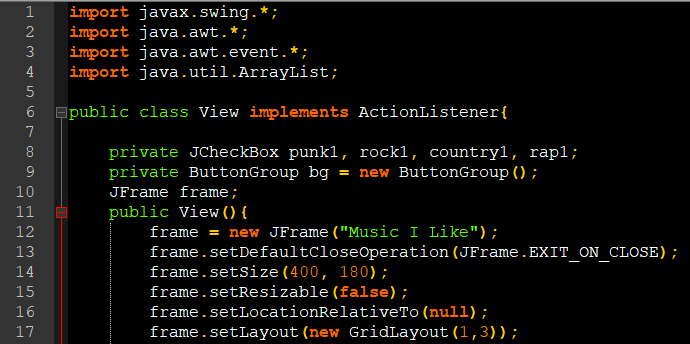 1 import javax.swing.*;
2 import java.awt.*;
3 import java.awt.event.*;
4 import java.util.ArrayList;
5
6 public class View implements ActionListener{
7
8 private JCheckBox punk1, rock1, country1, rap1;
9 private ButtonGroup bg = new ButtonGroup();
10 JFrame frame;
11 public View(){
12 frame = new JFrame("Music I Like");
13 frame.setDefaultCloseOperation(JFrame.EXIT_ON_CLOSE);
14 frame.setSize(400, 180);
15 frame.setResizable(false);
16 frame.setLocationRelativeTo(null);
17 frame.setLayout(new GridLayout(1,3));